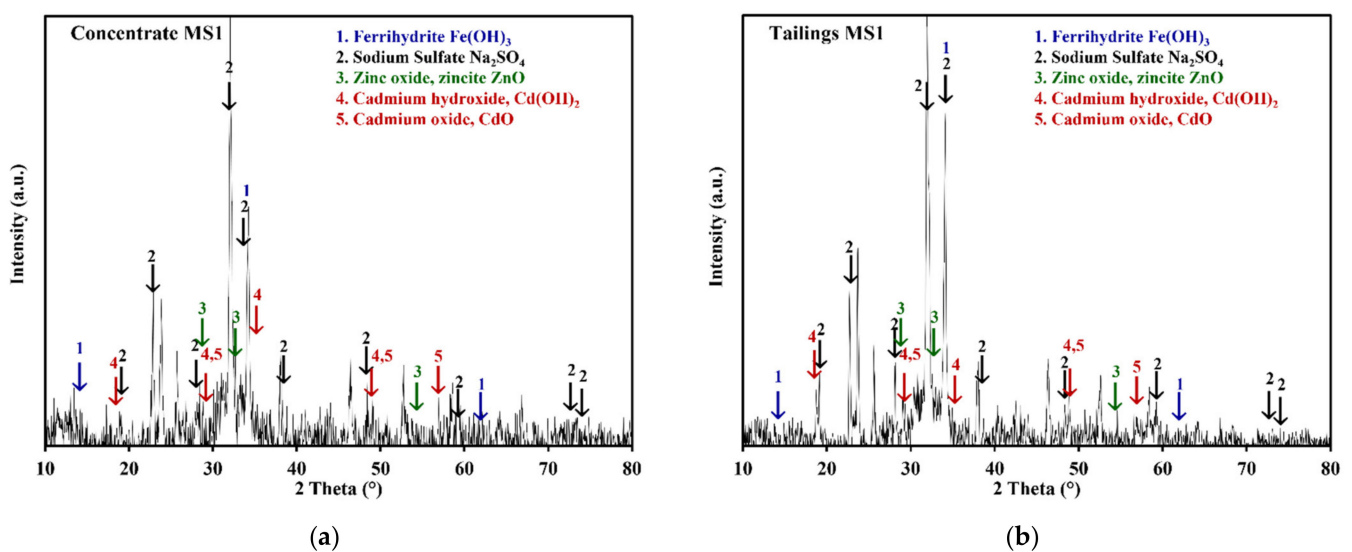 Concentrate MS1
1. Ferrihydrite Fe(OH)3
2. Sodium Sulfate Na2SO4
3. Zinc oxide, zincite ZnO
4. Cadmium hydroxide, Cd(OH)2
5. Cadmium oxide, CdO
Intensity (a.u.)
2
1
2
2
3
4
3
1
4
2
2
4,5
2
2
4,5
5
3
2
1
2
2
10 20 30 40 50 60 70 80
2 Theta (°)
(a)
Tailings MS1
1. Ferrihydrite Fe(OH)3
2. Sodium Sulfate Na2SO4
3. Zinc oxide, zincite ZnO
4. Cadmium hydroxide, Cd(OH)2
5. Cadmium oxide, CdO
Intensity (a.u.)
1
2
2
2
3
3
4
2
2
4,5
4
2
4,5
2
5
3
2
1
1
2
2
10 20 30 40 50 60 70 80
2 Theta (°)
(b)